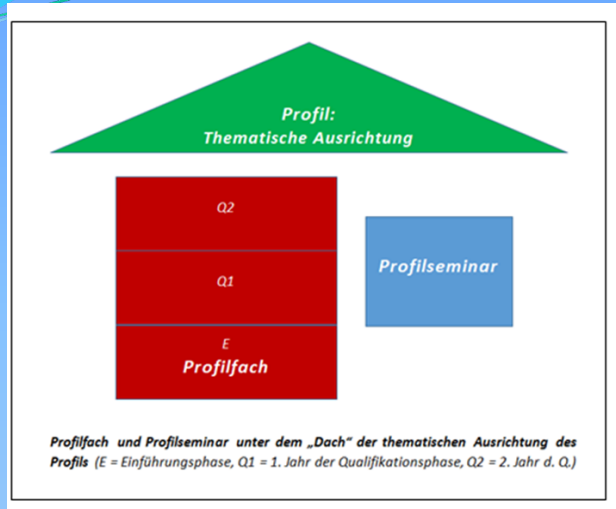 Profil:
Thematische Ausrichtung
Q2
Q1
E
Profilfach
Profilseminar
Profilfach und Profilseminar unter dem „Dach“ der thematischen Ausrichtung des
Profils (E = Einführungsphase, Q1 = 1. Jahr der Qualifikationsphase, Q2 = 2. Jahr d. Q.)